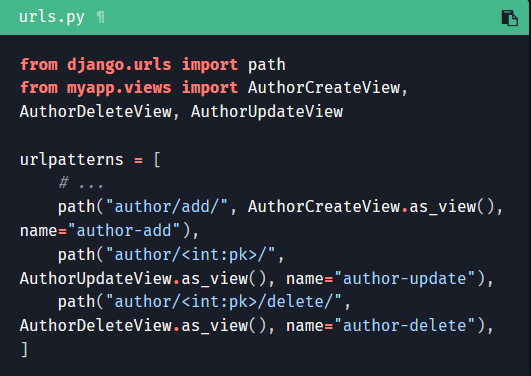 urls.py ¶
from django.urls import path
from myapp.views import AuthorCreateView,
AuthorDeleteView, AuthorUpdateView
urlpatterns = [
    # ...
    path("author/add/", AuthorCreateView.as_view(),
name="author-add"),
    path("author/<int:pk>/",
AuthorUpdateView.as_view(), name="author-update"),
    path("author/<int:pk>/delete/",
AuthorDeleteView.as_view(), name="author-delete"),
]